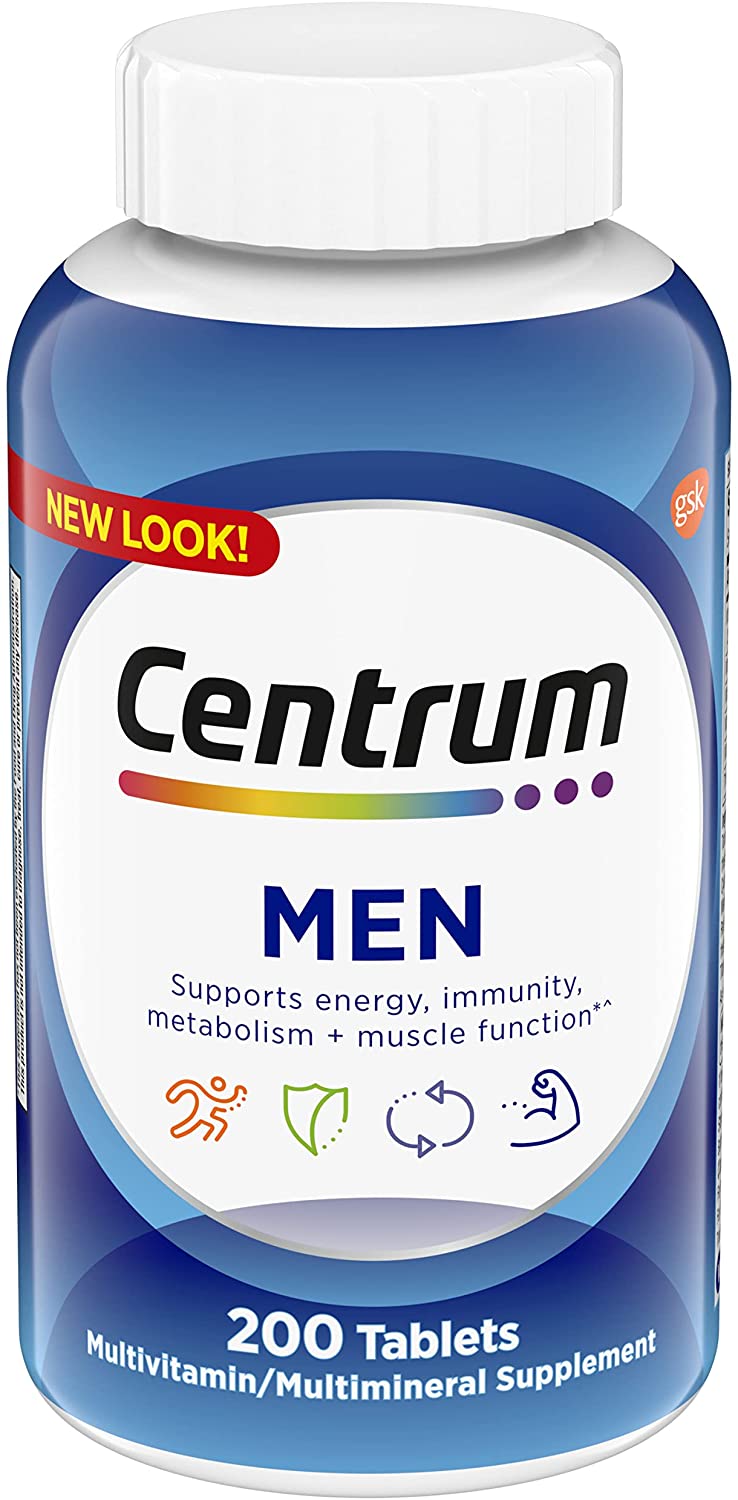 NEW LOOK!
gsk
Centrum
MEN
Supports energy, immunity,
metabolism + muscle function*^
200 Tablets
Multivitamin/Multimineral Supplement